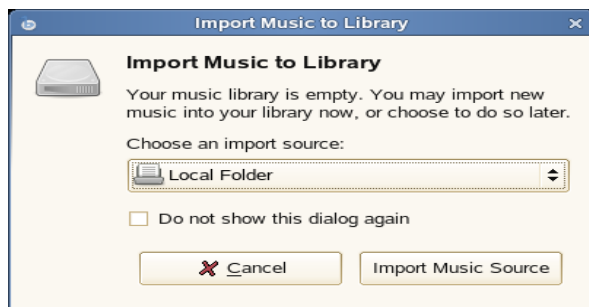 Import Music to Library
Import Music to Library
Your music library is empty. You may import new
music into your library now, or choose to do so later.
Choose an import source:
Local Folder
Do not show this dialog again
Cancel
Import Music Source